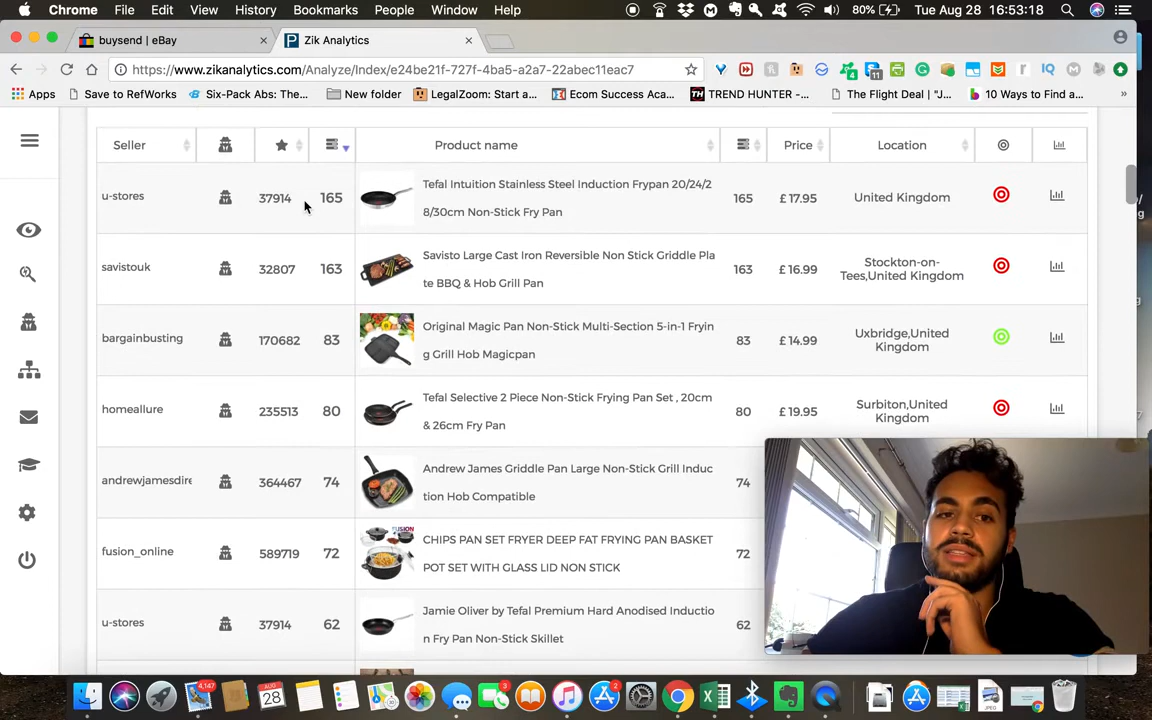 Chrome File Edit View History Bookmarks People Window Help 80% Tue Aug 28 16:53:18
buysend | eBay Zik Analytics
https://www.zikanalytics.com/Analyze/Index/e24be21f-727f-4ba5-a2a7-22abec11eac7 11
Apps Save to RefWorks Six-Pack Abs: The... New folder LegalZoom: Start a... Ecom Success Aca... TREND HUNTER -... The Flight Deal | "J... 10 Ways to Find a... »
Seller Product name Price Location
u-stores 37914 165 Tefal Intuition Stainless Steel Induction Frypan 20/24/2
8/30cm Non-Stick Fry Pan 165 £ 17.95 United Kingdom
savistouk 32807 163 Savisto Large Cast Iron Reversible Non Stick Griddle Pla
te BBQ & Hob Grill Pan 163 £ 16.99 Stockton-on-
Tees,United Kingdom
bargainbusting 170682 83 Original Magic Pan Non-Stick Multi-Section 5-in-1 Fryin
g Grill Hob Magicpan 83 £ 14.99 Uxbridge,United
Kingdom
homeallure 235513 80 Tefal Selective 2 Piece Non-Stick Frying Pan Set , 20cm
& 26cm Fry Pan 80 £ 19.95 Surbiton,United
Kingdom
andrewjamesdire 364467 74 Andrew James Griddle Pan Large Non-Stick Grill Induc
tion Hob Compatible 74
fusion_online 589719 72 CHIPS PAN SET FRYER DEEP FAT FRYING PAN BASKET
POT SET WITH GLASS LID NON STICK 72
u-stores 37914 62 Jamie Oliver by Tefal Premium Hard Anodised Inductio
n Fry Pan Non-Stick Skillet 62
4,147 28 3 2